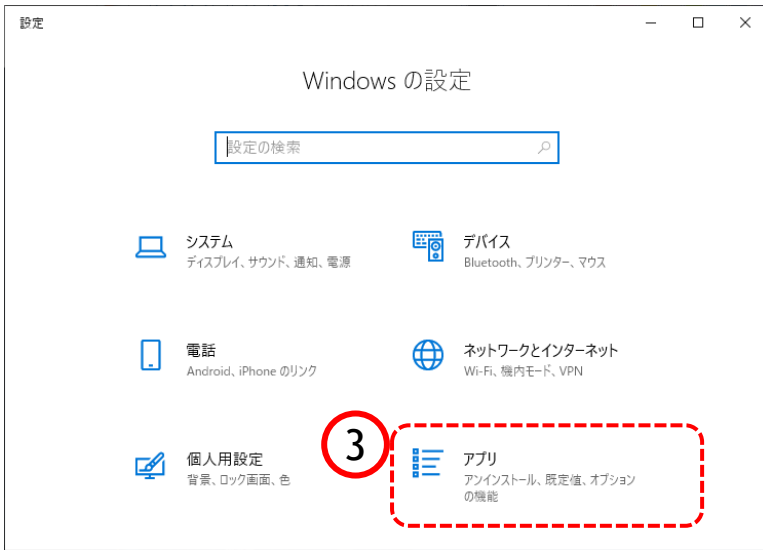 設定
Windows の設定
設定の検索
システム
ディスプレイ、サウンド、通知、電源
デバイス
Bluetooth、プリンター、マウス
電話
Android、iPhone のリンク
ネットワークとインターネット
Wi-Fi、機内モード、VPN
個人用設定
背景、ロック画面、色
3
アプリ
アンインストール、既定値、オプション
の機能